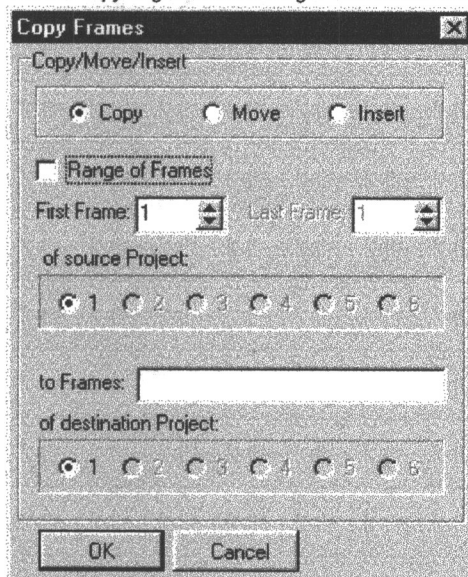 Copy Frames
Copy/Move/Insert
Copy Move Insert
Range of Frames
First Frame: 1 Last Frame: 1
of source Project:
1 2 3 4 5 6
to Frames:
of destination Project:
1 2 3 4 5 6
OK Cancel